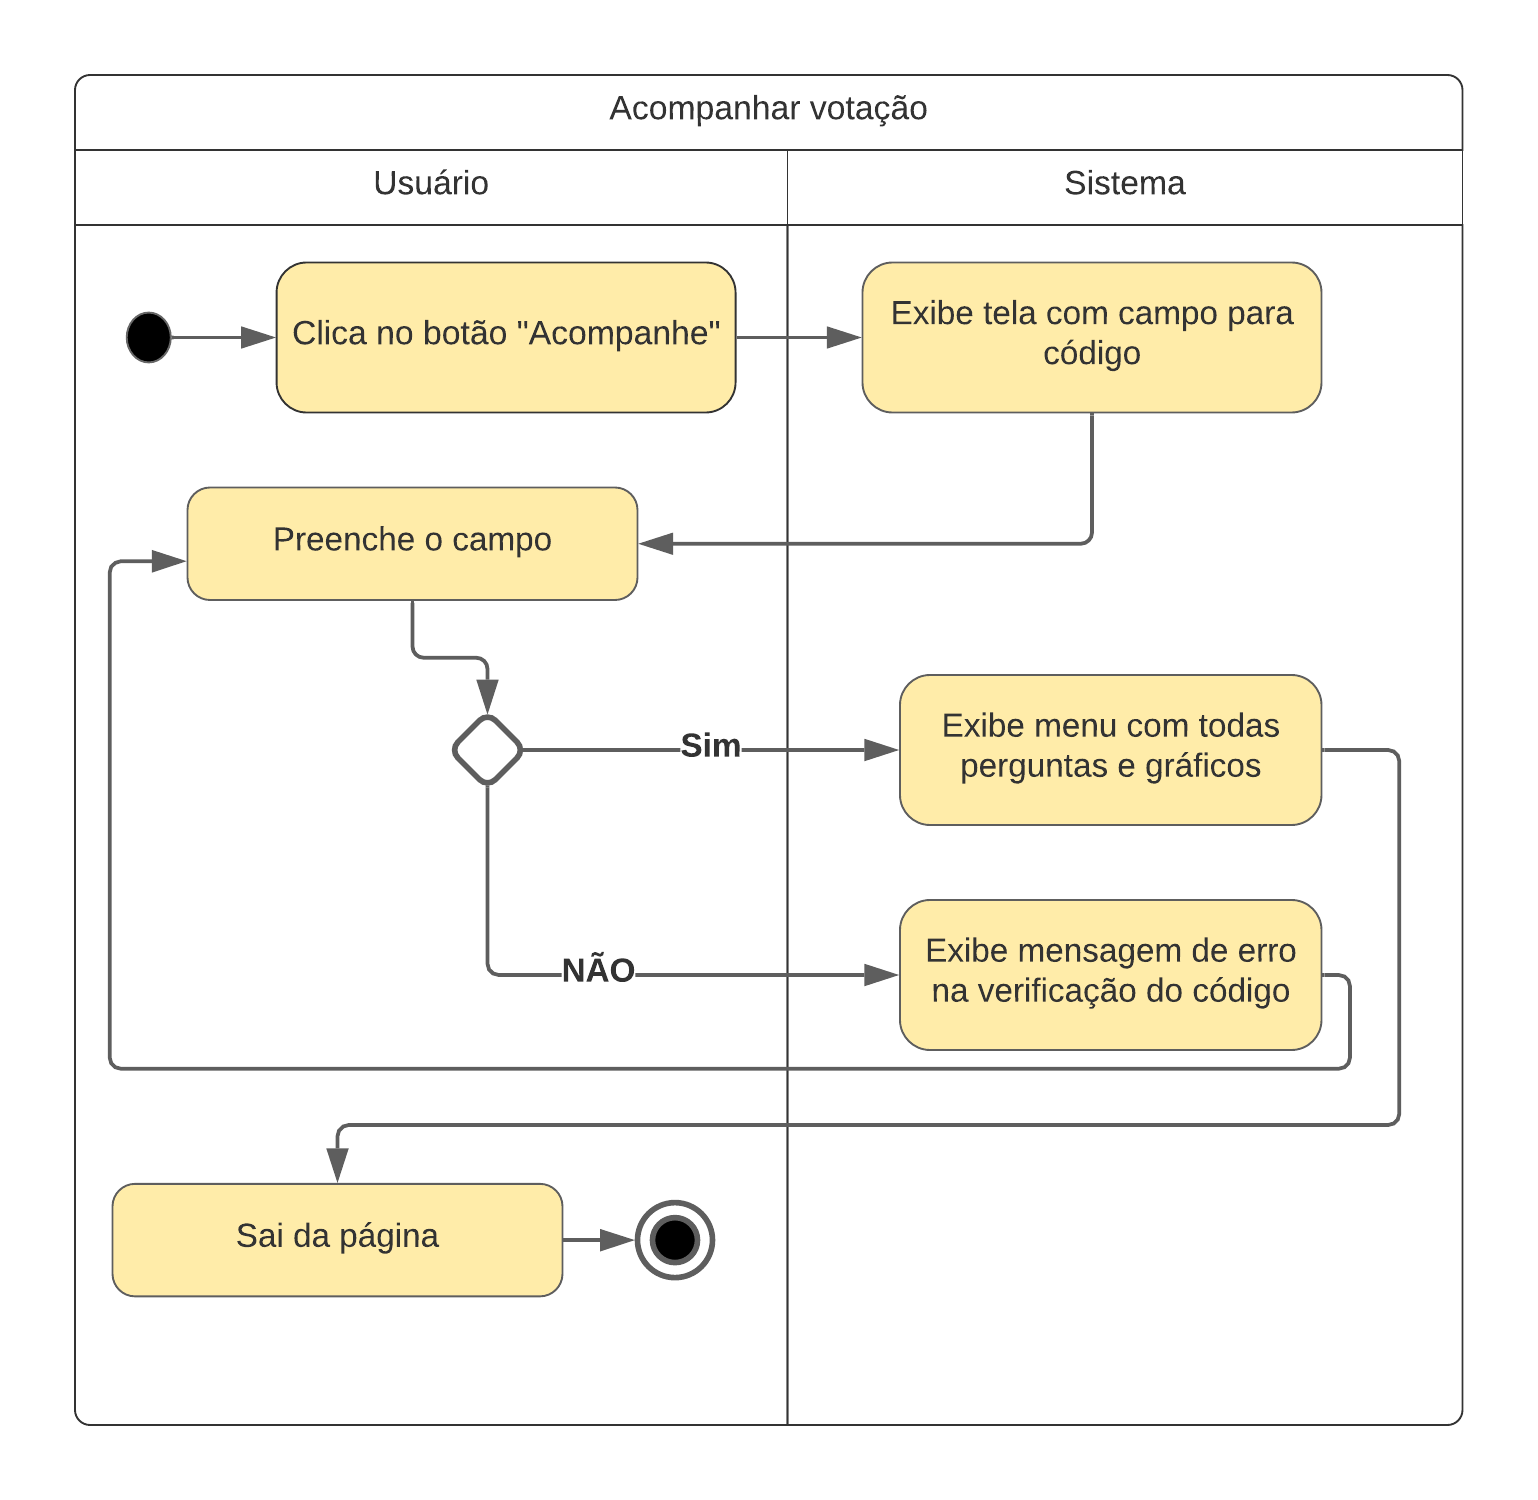 Acompanhar votação
Usuário
Sistema
Clica no botão "Acompanhe"
Exibe tela com campo para
código
Preenche o campo
Sim
Exibe menu com todas
perguntas e gráficos
NÃO
Exibe mensagem de erro
na verificação do código
Sai da página